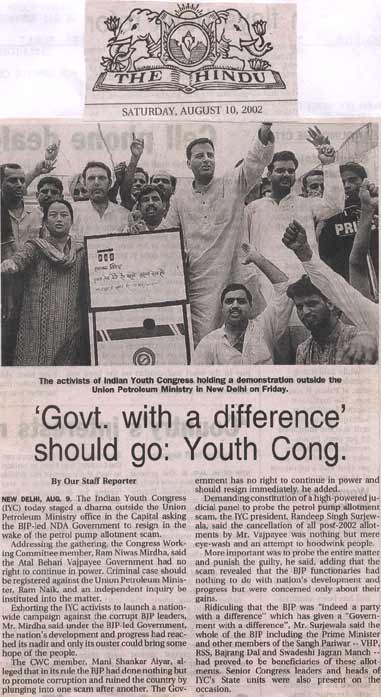 THE HINDU
SATURDAY, AUGUST 10, 2002
PRE
The activists of Indian Youth Congress holding a demonstration outside the
Union Petroleum Ministry in New Delhi on Friday.
'Govt. with a difference'
should go: Youth Cong.
By Our Staff Reporter
NEW DELHI, AUG. 9. The Indian Youth Congress
(IYC) today staged a dharna outside the Union
Petroleum Ministry office in the Capital asking
the BJP-led NDA Government to resign in the
wake of the petrol pump allotment scam.
Addressing the gathering, the Congress Work-
ing Committee member, Ram Niwas Mirdha, said
the Atal Behari Vajpayee Government had no
right to continue in power. Criminal case should
be registered against the Union Petroleum Minis-
ter, Ram Naik, and an independent inquiry be
instituted into the matter.
Exhorting the IYC activists to launch a nation-
wide campaign against the corrupt BJP leaders,
Mr. Mirdha said under the BJP-led Government,
the nation's development and progress had reac-
hed its nadir and only its ouster could bring some
hope of the people.
The CWC member, Mani Shankar Aiyar, al-
leged that in its rule the BJP had done nothing but
to promote corruption and ruined the country by
plunging into one scam after another. The Gov-
ernment has no right to continue in power and
should resign immediately, he added.
Demanding constitution of a high-powered ju-
dicial panel to probe the petrol pump allotment
scam, the IYC president, Randeep Singh Surjew-
ala, said the cancellation of all post-2002 allot-
ments by Mr. Vajpayee was nothing but mere
eye-wash and an attempt to hoodwink people.
More important was to probe the entire matter
and punish the guilty, he said, adding that the
scam revealed that the BJP functionaries had
nothing to do with nation's development and
progress but were concerned only about their
gains.
Ridiculing that the BJP was "Indeed a party
with a difference" which has given a "Govern-
ment with a difference", Mr. Surjewala said the
whole of the BJP including the Prime Minister
and other members of the Sangh Pariwar -- VHP,
RSS, Bajrang Dal and Swadeshi Jagran Manch --
had proved to be beneficiaries of these allot-
ments. Senior Congress leaders and heads of
IYC's State units were also present on the
occasion.